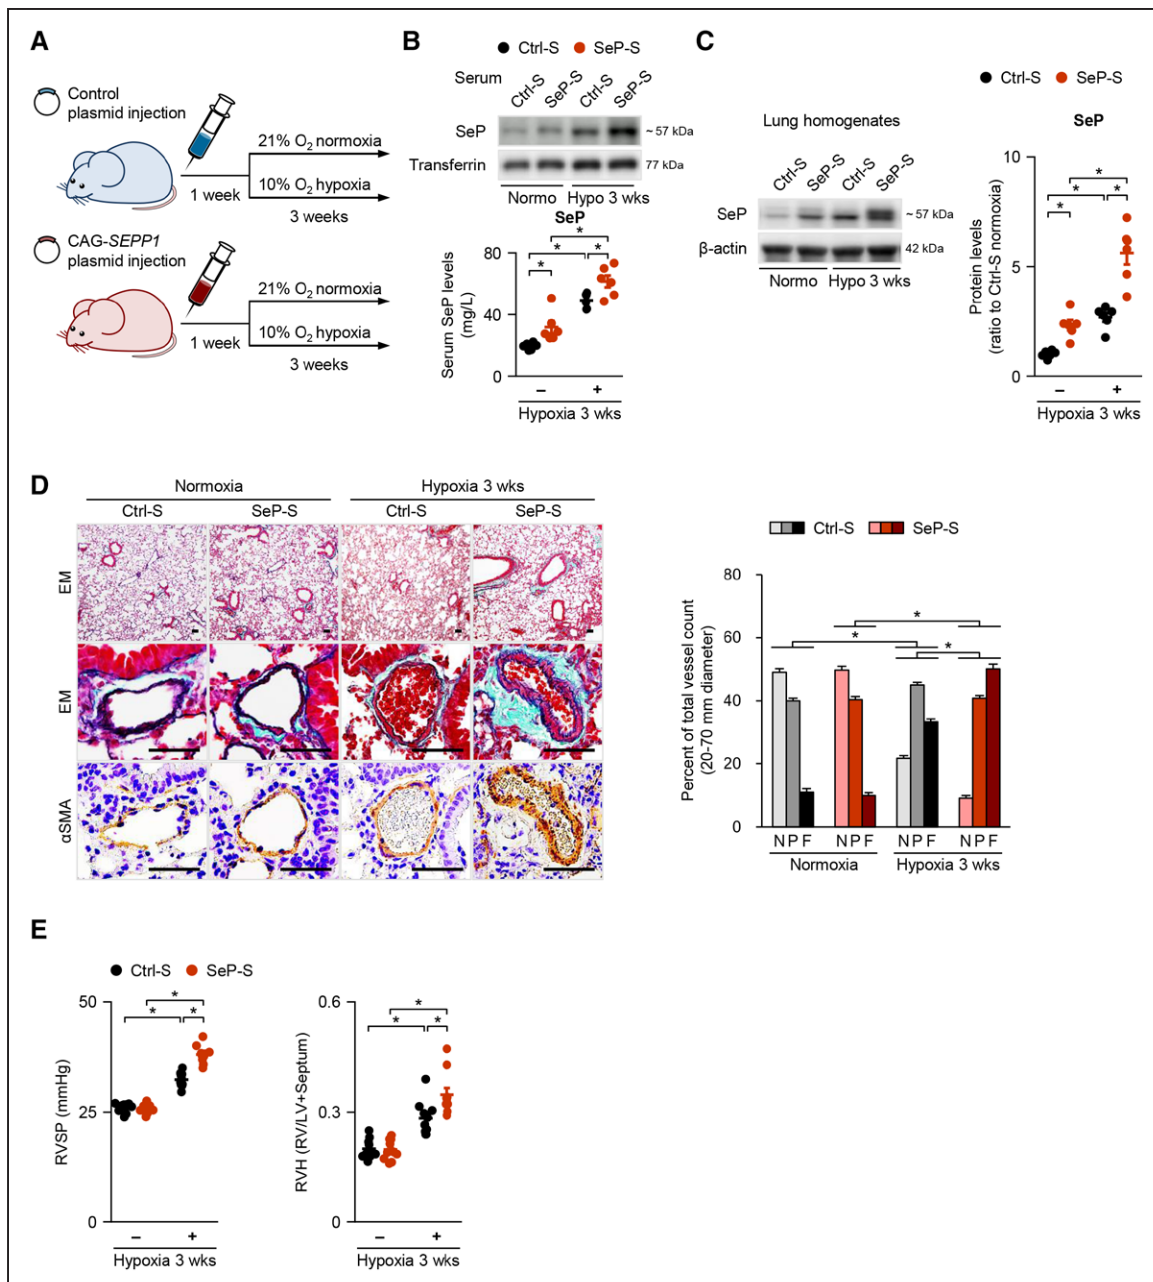 A
Control
plasmid injection
21% O2 normoxia
10% O2 hypoxia
1 week
3 weeks
CAG-SEPP1
plasmid injection
21% O2 normoxia
10% O2 hypoxia
1 week
3 weeks
B
Ctrl-S SeP-S
Serum
Ctrl-S SeP-S Ctrl-S SeP-S
SeP ~ 57 kDa
Transferrin 77 kDa
Normo Hypo 3 wks
SeP
Serum SeP levels
(mg/L)
80
40
0
* * * *
– +
Hypoxia 3 wks
C
Ctrl-S SeP-S
Lung homogenates
Ctrl-S SeP-S Ctrl-S SeP-S
SeP ~ 57 kDa
β-actin 42 kDa
Normo Hypo 3 wks
SeP
Protein levels
(ratio to Ctrl-S normoxia)
10
5
0
* * * *
– +
Hypoxia 3 wks
D
Normoxia Hypoxia 3 wks
Ctrl-S SeP-S Ctrl-S SeP-S
EM
EM
αSMA
Ctrl-S SeP-S
Percent of total vessel count
(20-70 mm diameter)
80
60
40
20
0
* * *
N P F N P F N P F N P F
Normoxia Hypoxia 3 wks
E
Ctrl-S SeP-S
RVSP (mmHg)
50
25
0
* * *
– +
Hypoxia 3 wks
RVH (RV/LV+Septum)
0.6
0.3
0
* * *
– +
Hypoxia 3 wks